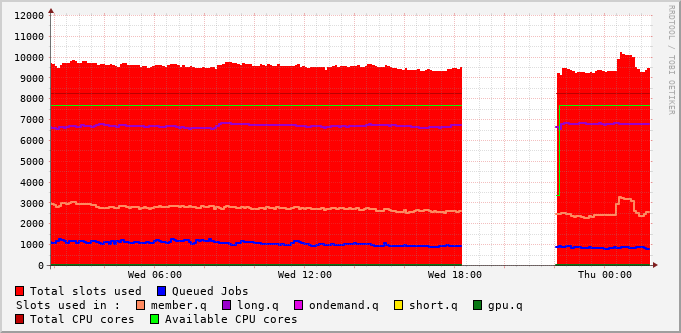 RRDTOOL / TOBI OETIKER
12000
11000
10000
9000
8000
7000
6000
5000
4000
3000
2000
1000
0
Wed 06:00 Wed 12:00 Wed 18:00 Thu 00:00
Total slots used Queued Jobs
Slots used in : member.q long.q ondemand.q short.q gpu.q
Total CPU cores Available CPU cores